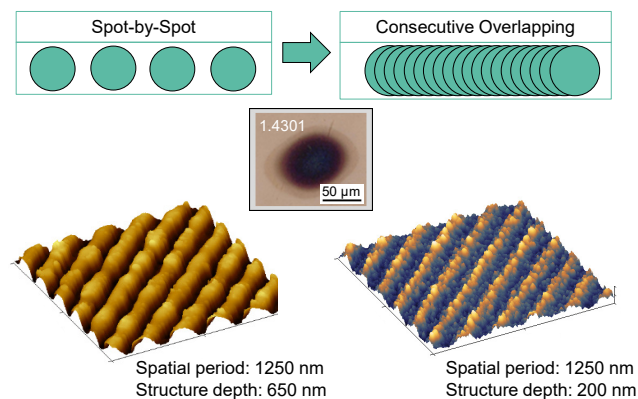 Spot-by-Spot
Consecutive Overlapping
1.4301
50 µm
Spatial period: 1250 nm
Structure depth: 650 nm
Spatial period: 1250 nm
Structure depth: 200 nm